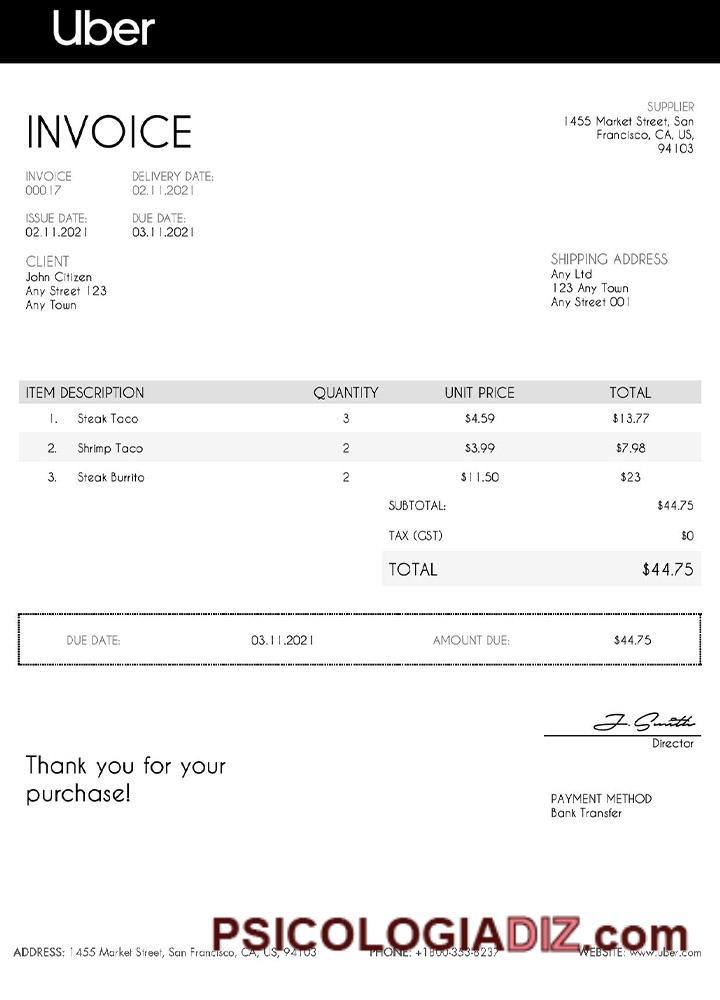 Uber
INVOICE
SUPPLIER
1455 Market Street, San
Francisco, CA, US,
94103
INVOICE DELIVERY DATE:
00017 02.11.2021
ISSUE DATE: DUE DATE:
02.11.2021 03.11.2021
CLIENT
John Citizen
Any Street 123
Any Town
SHIPPING ADDRESS
Any Ltd
123 Any Town
Any Street 001
ITEM DESCRIPTION QUANTITY UNIT PRICE TOTAL
1. Steak Taco 3 $4.59 $13.77
2. Shrimp Taco 2 $3.99 $7.98
3. Steak Burrito 2 $11.50 $23
SUBTOTAL: $44.75
TAX (GST) $0
TOTAL $44.75
DUE DATE: 03.11.2021 AMOUNT DUE: $44.75
J. Smith
Director
Thank you for your
purchase!
PAYMENT METHOD
Bank Transfer
PSICOLOGIADIZ.com
ADDRESS: 1455 Market Street, San Francisco, CA, US, 94103 PHONE: +1800-353-8237 WEBSITE: www.uber.com